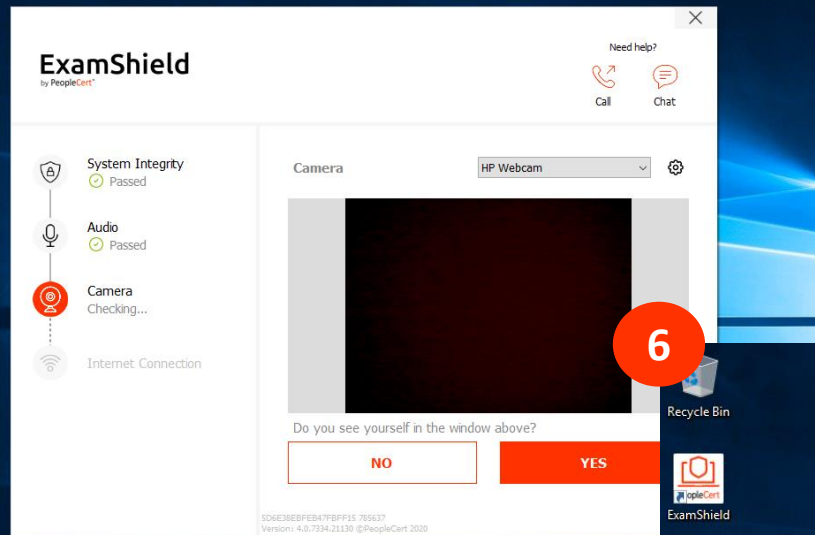 ExamShield
by PeopleCert
Need help?
Call
Chat
System Integrity
Passed
Audio
Passed
Camera
Checking...
Internet Connection
Camera
HP Webcam
Do you see yourself in the window above?
NO
YES
6
Recycle Bin
opleCert
ExamShield
Version: 4.0.7334.21130 ©PeopleCert 2020